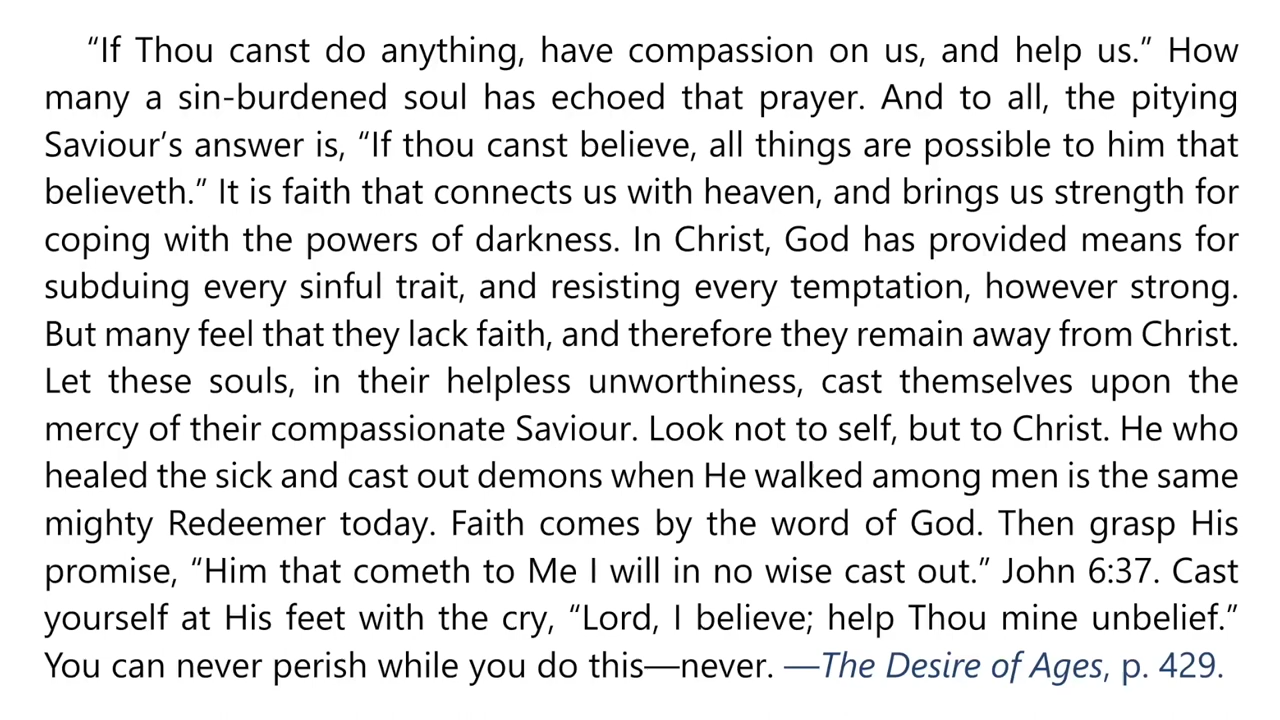 “If Thou canst do anything, have compassion on us, and help us.” How
many a sin-burdened soul has echoed that prayer. And to all, the pitying
Saviour’s answer is, “If thou canst believe, all things are possible to him that
believeth.” It is faith that connects us with heaven, and brings us strength for
coping with the powers of darkness. In Christ, God has provided means for
subduing every sinful trait, and resisting every temptation, however strong.
But many feel that they lack faith, and therefore they remain away from Christ.
Let these souls, in their helpless unworthiness, cast themselves upon the
mercy of their compassionate Saviour. Look not to self, but to Christ. He who
healed the sick and cast out demons when He walked among men is the same
mighty Redeemer today. Faith comes by the word of God. Then grasp His
promise, “Him that cometh to Me I will in no wise cast out.” John 6:37. Cast
yourself at His feet with the cry, “Lord, I believe; help Thou mine unbelief.”
You can never perish while you do this—never. —The Desire of Ages, p. 429.